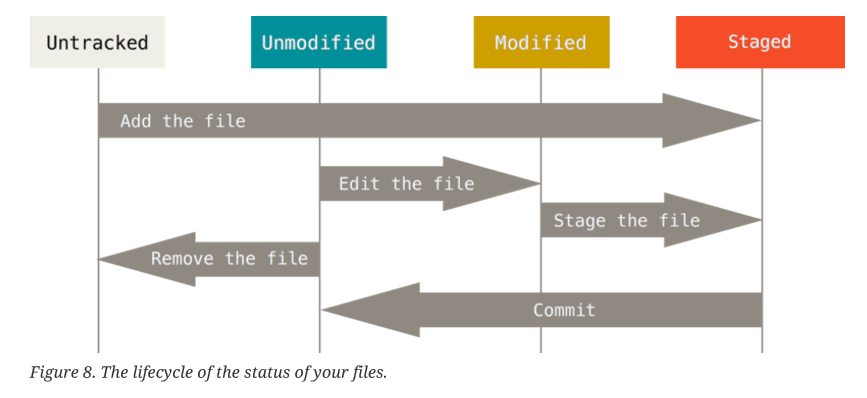 Untracked Unmodified Modified Staged
Add the file
Edit the file
Stage the file
Remove the file
Commit
Figure 8. The lifecycle of the status of your files.